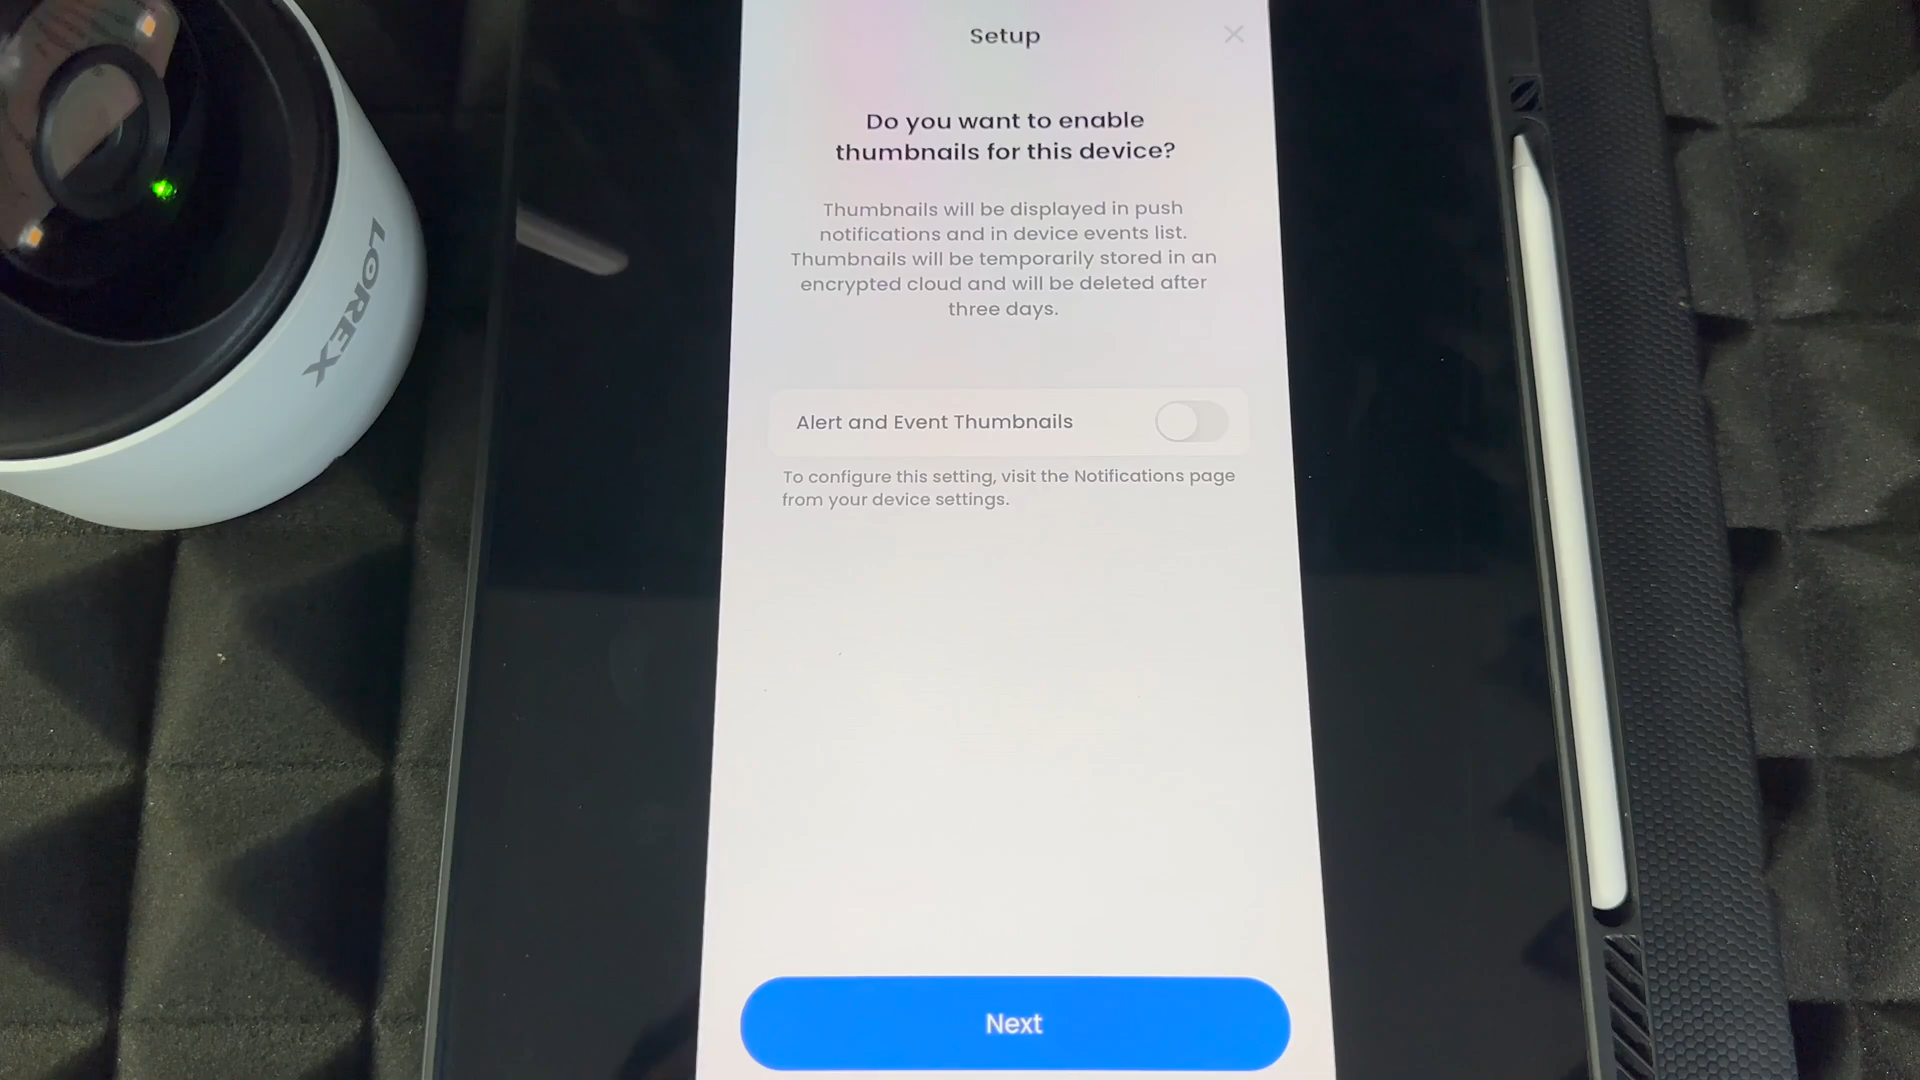 Setup
Do you want to enable
thumbnails for this device?
Thumbnails will be displayed in push
notifications and in device events list.
Thumbnails will be temporarily stored in an
encrypted cloud and will be deleted after
three days.
Alert and Event Thumbnails
To configure this setting, visit the Notifications page
from your device settings.
Next
LOREX